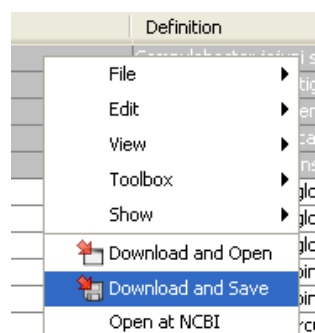 Definition
File
Edit
View
Toolbox
Show
Download and Open
Download and Save
Open at NCBI